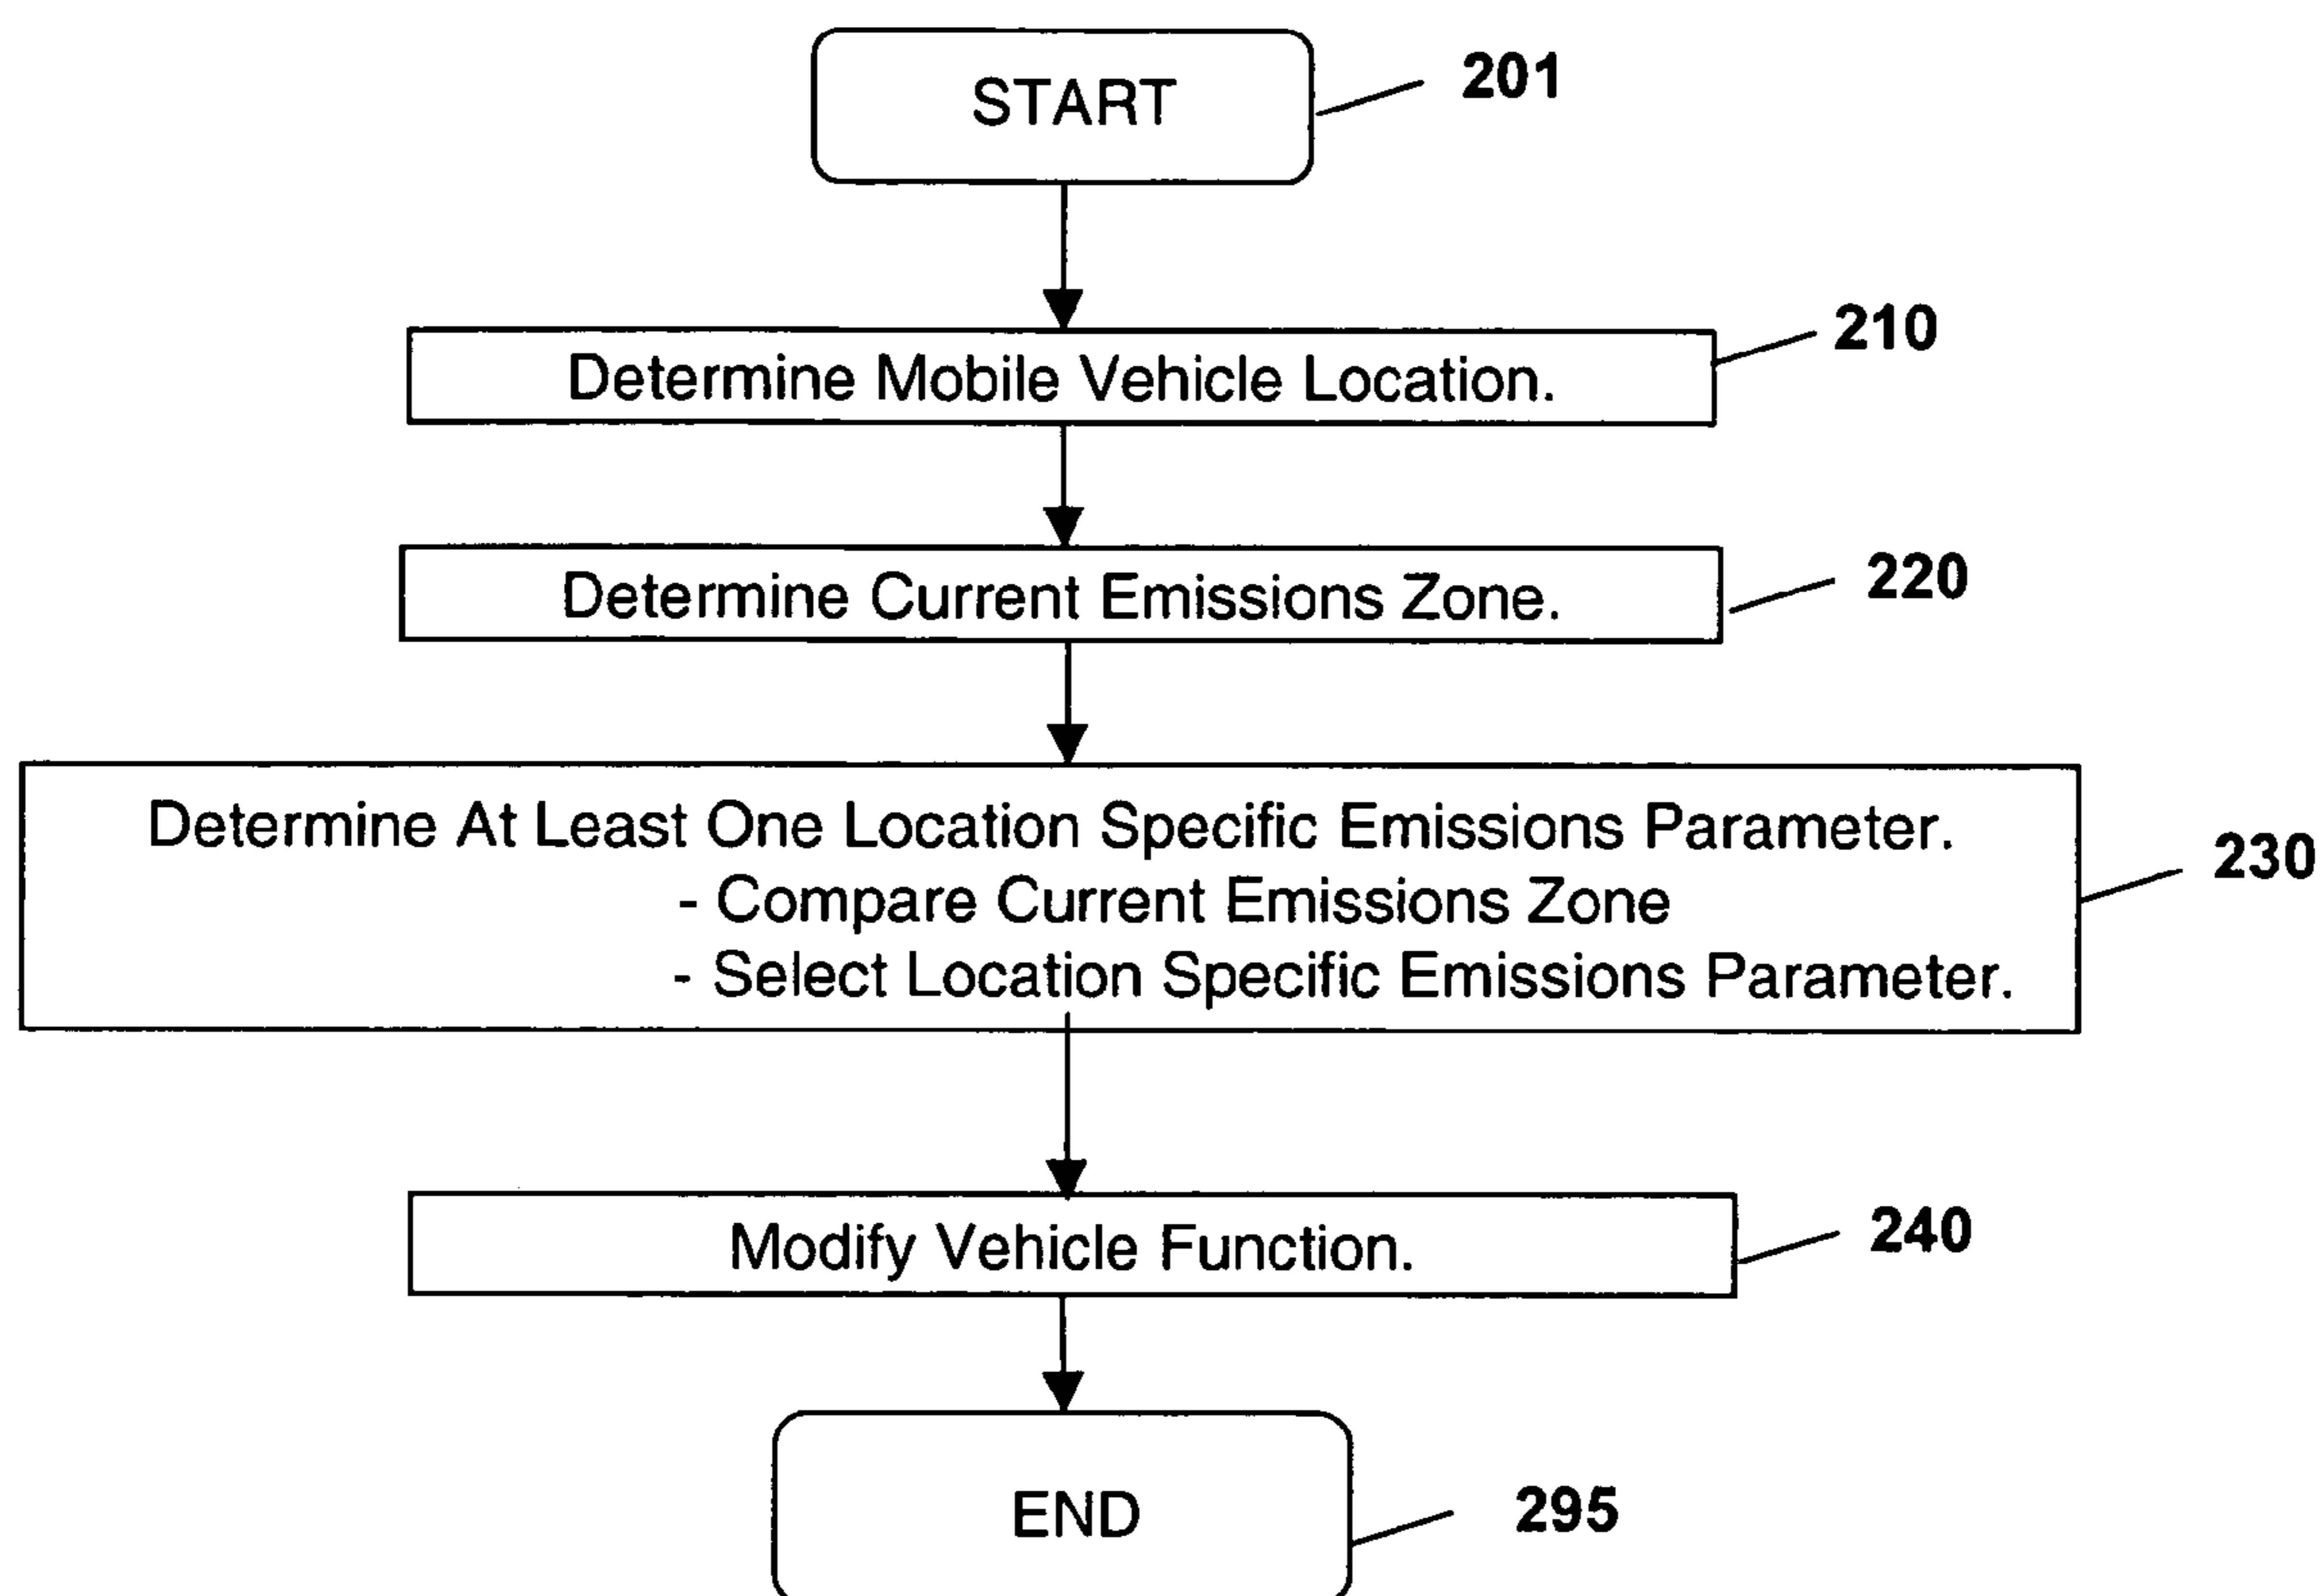 START
201
Determine Mobile Vehicle Location.
210
Determine Current Emissions Zone.
220
Determine At Least One Location Specific Emissions Parameter.
- Compare Current Emissions Zone
- Select Location Specific Emissions Parameter.
230
Modify Vehicle Function.
240
END
295